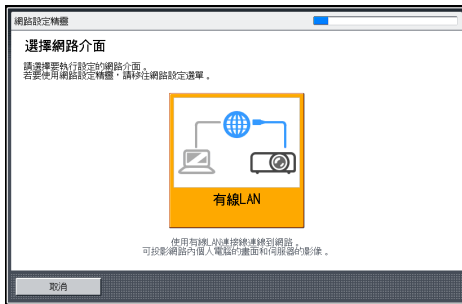 網路設定精靈
選擇網路介面
請選擇要執行設定的網路介面。
若要使用網路設定精靈，請移往網路設定選單。
有線LAN
使用有線LAN連接線連線到網路。
可投影網路內個人電腦的畫面和伺服器的影像。
取消